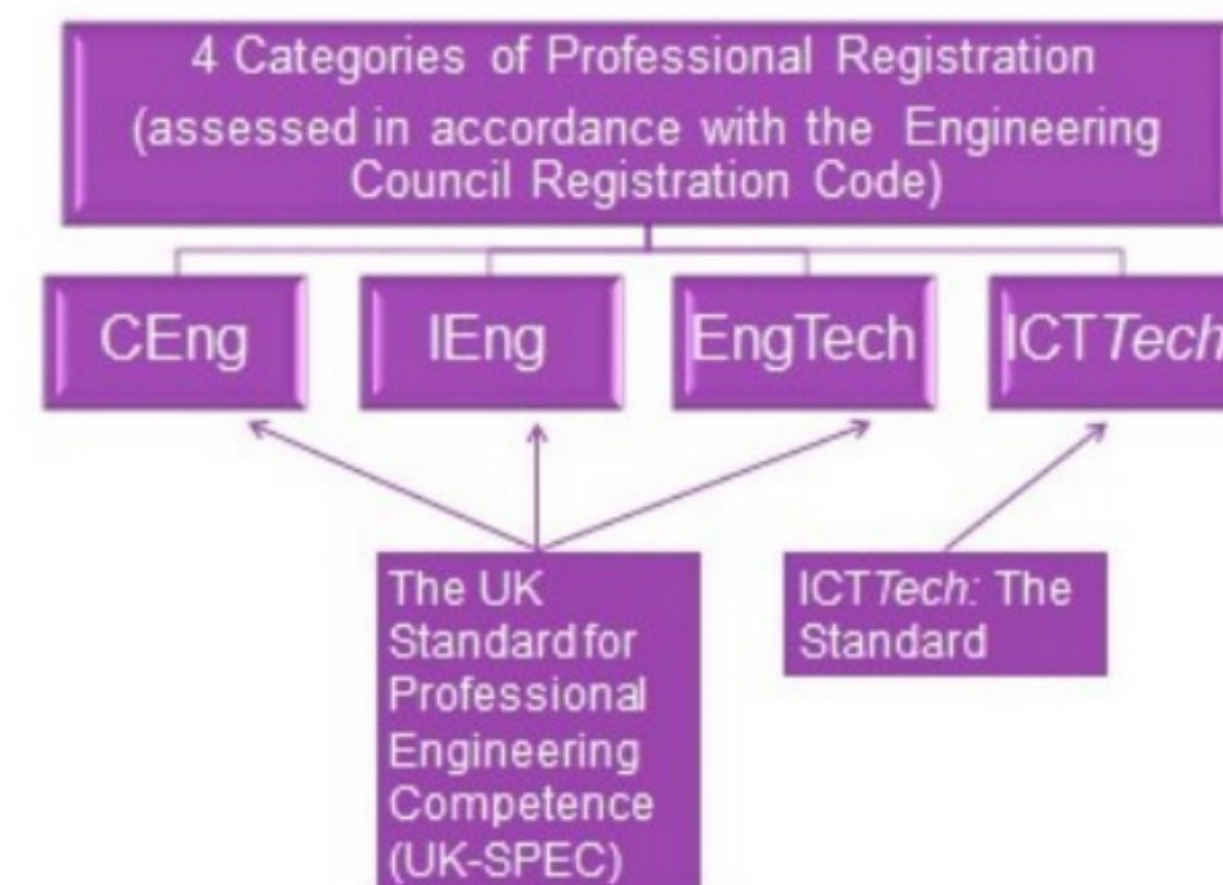 4 Categories of Professional Registration
(assessed in accordance with the Engineering
Council Registration Code)
CEng
IEng
EngTech
ICTTech
The UK
Standard for
Professional
Engineering
Competence
(UK-SPEC)
ICTTech: The
Standard